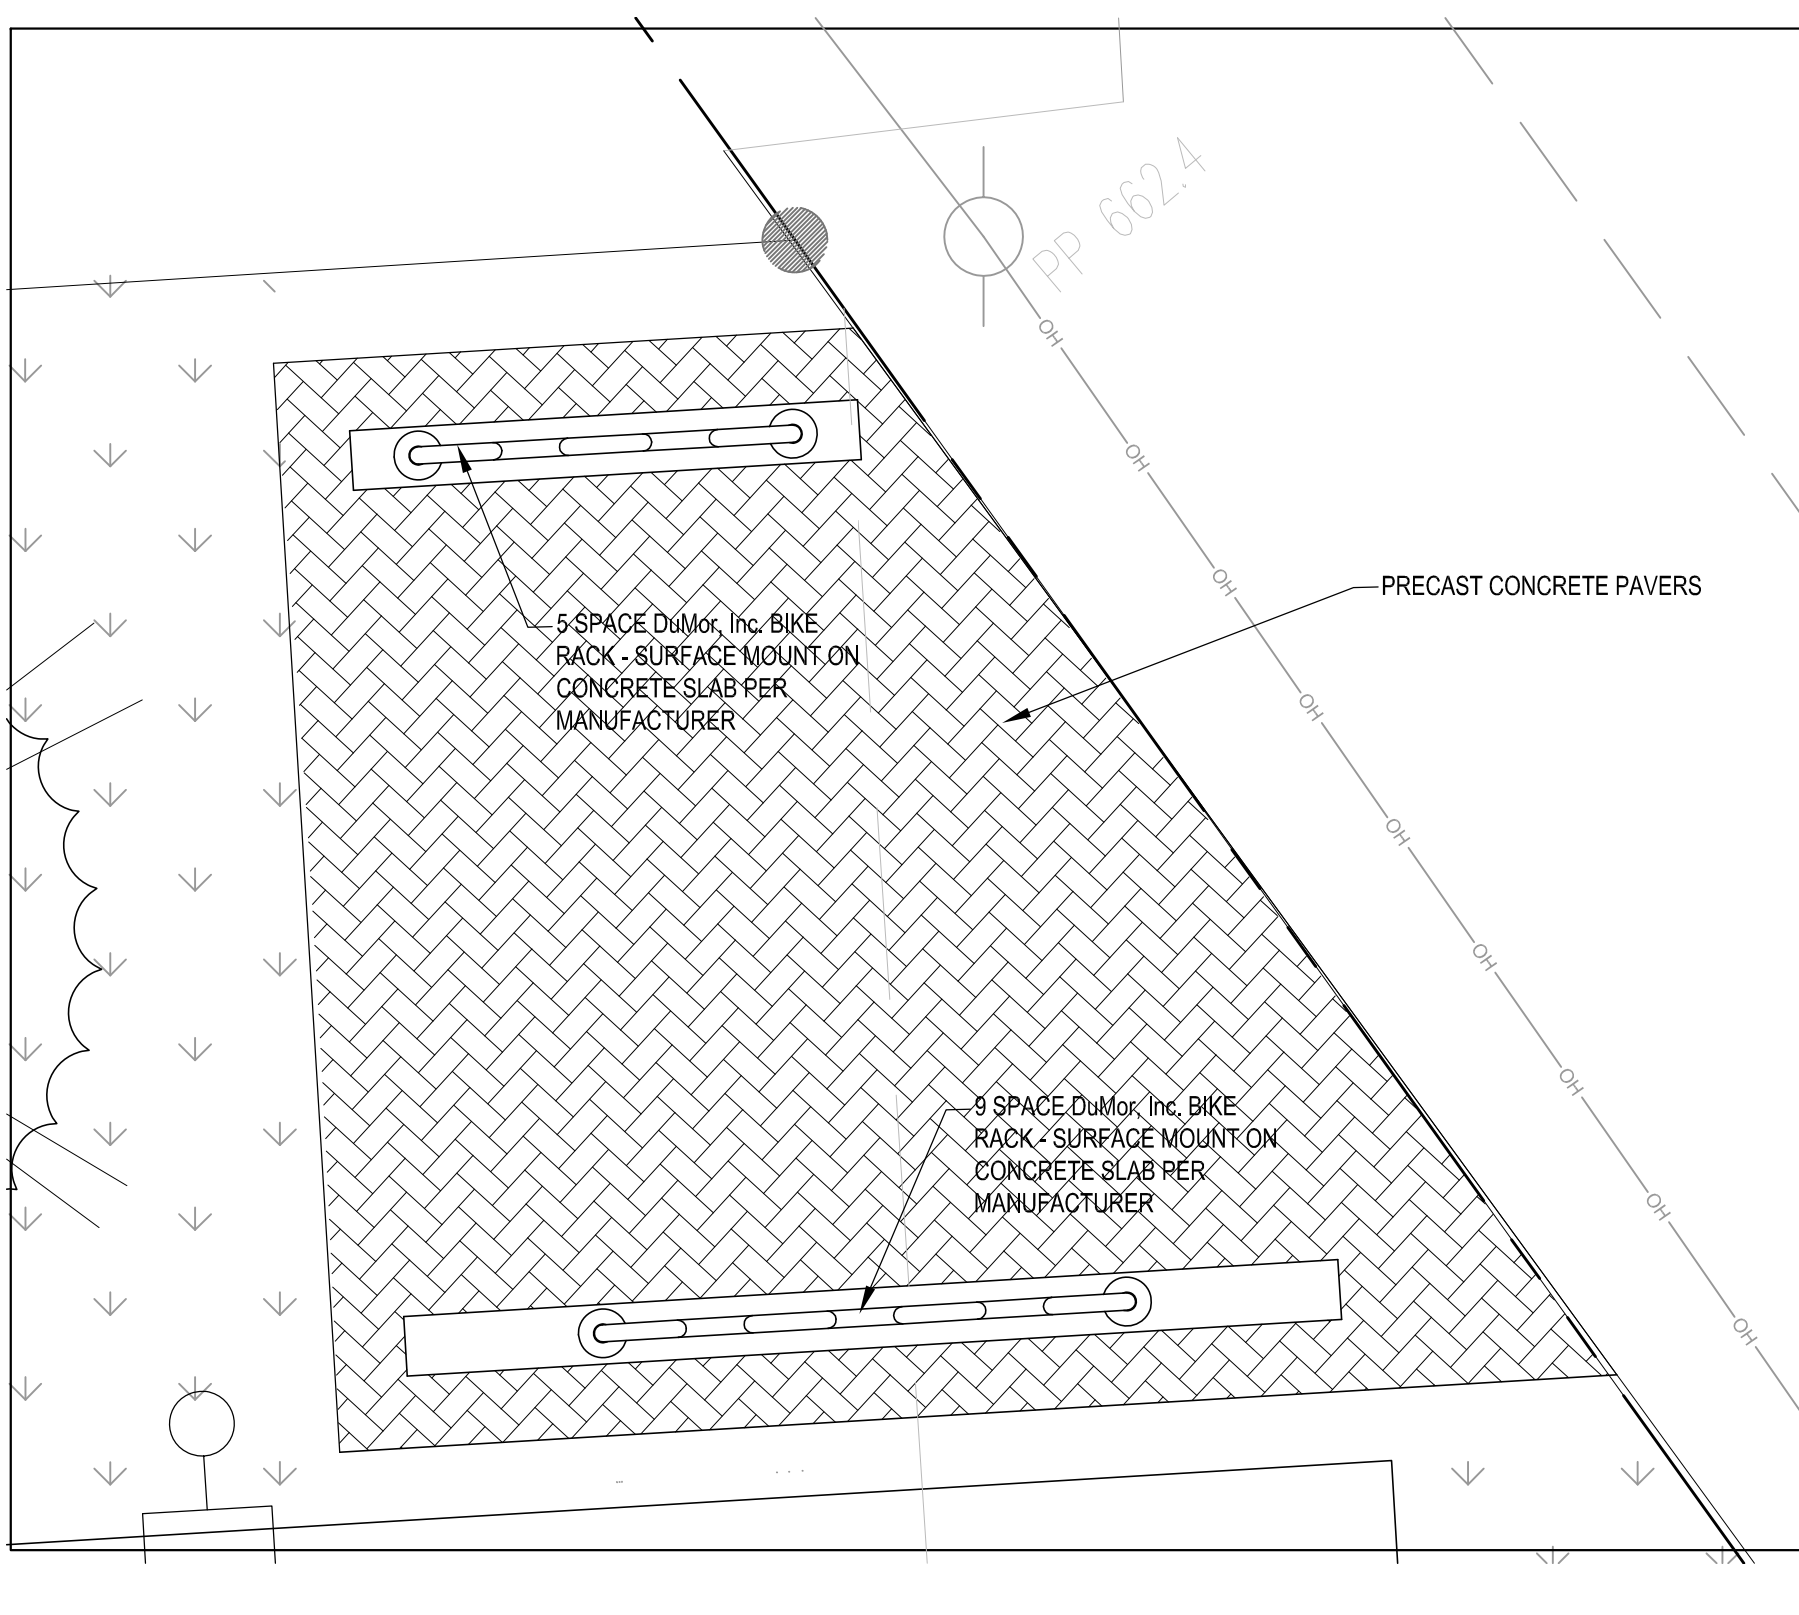 PP 662.4
OH
OH
OH
PRECAST CONCRETE PAVERS
5 SPACE DuMor, Inc. BIKE
RACK - SURFACE MOUNT ON
CONCRETE SLAB PER
MANUFACTURER
OH
OH
OH
OH
9 SPACE DuMor, Inc. BIKE
RACK - SURFACE MOUNT ON
CONCRETE SLAB PER
MANUFACTURER
OH
OH